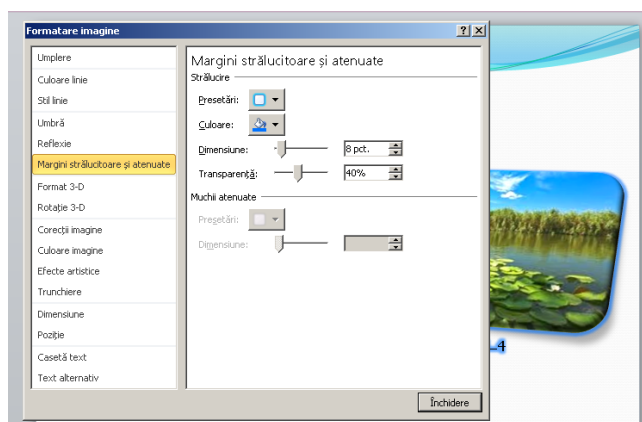 Formatare imagine
Umplere
Culoare linie
Stil linie
Umbră
Reflexie
Margini strălucitoare și atenuate
Format 3-D
Rotație 3-D
Corecții imagine
Culoare imagine
Efecte artistice
Trunchiere
Dimensiune
Poziție
Casetă text
Text alternativ
Margini strălucitoare și atenuate
Strălucire
Presetări:
Culoare:
Dimensiune: 8 pct.
Transparență: 40%
Muchii atenuate
Presetări:
Dimensiune:
Închidere
4